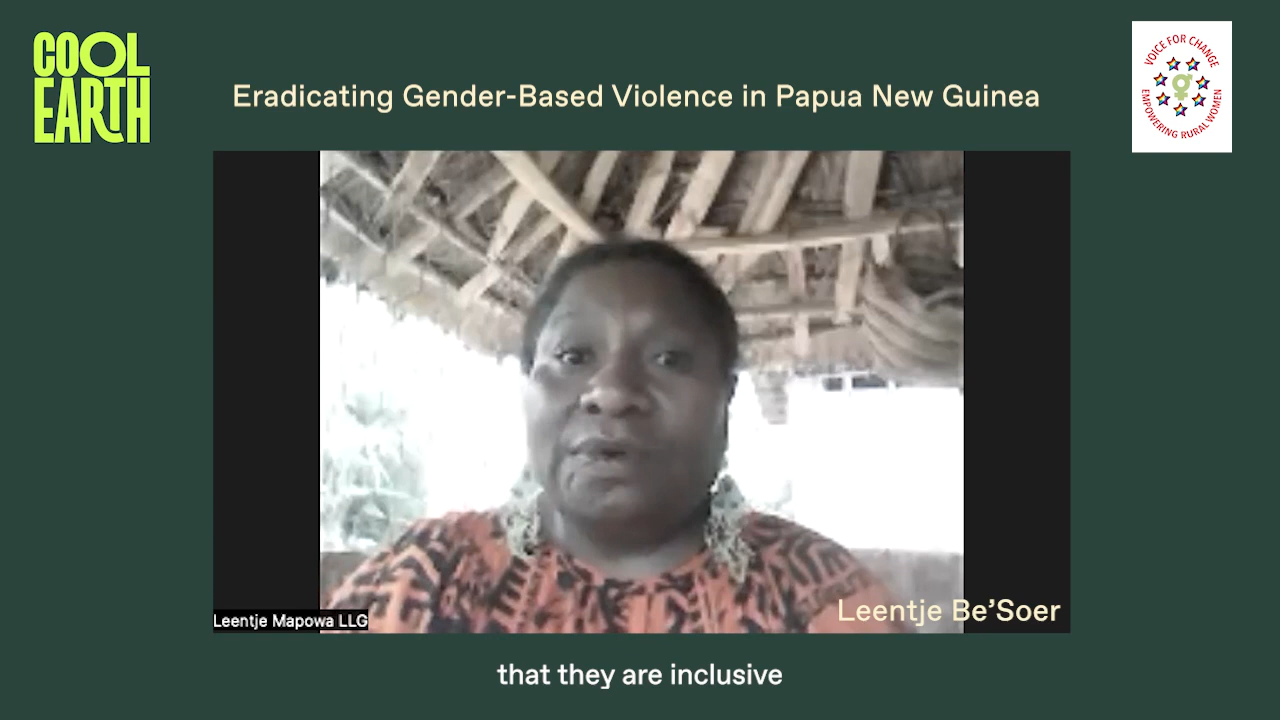 COOL
EARTH
Eradicating Gender-Based Violence in Papua New Guinea
VOICE FOR CHANGE
EMPOWERING RURAL WOMEN
Leentje Mapowa LLG
Leentje Be’Soer
that they are inclusive